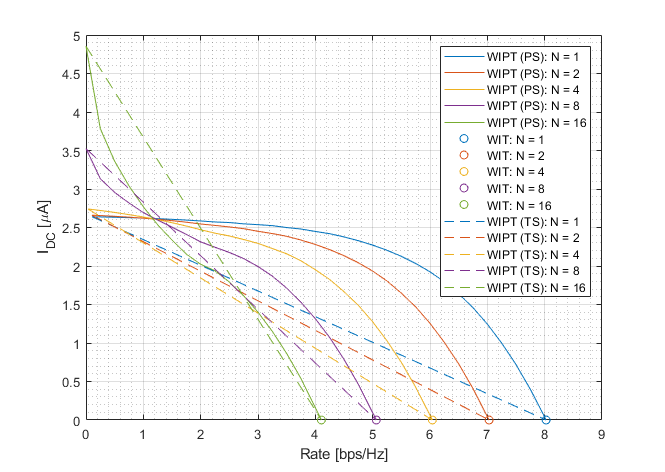 5
4.5
4
3.5
3
2.5
2
1.5
1
0.5
0
I_DC [μA]
0 1 2 3 4 5 6 7 8 9
Rate [bps/Hz]
WIPT (PS): N = 1
WIPT (PS): N = 2
WIPT (PS): N = 4
WIPT (PS): N = 8
WIPT (PS): N = 16
WIT: N = 1
WIT: N = 2
WIT: N = 4
WIT: N = 8
WIT: N = 16
WIPT (TS): N = 1
WIPT (TS): N = 2
WIPT (TS): N = 4
WIPT (TS): N = 8
WIPT (TS): N = 16